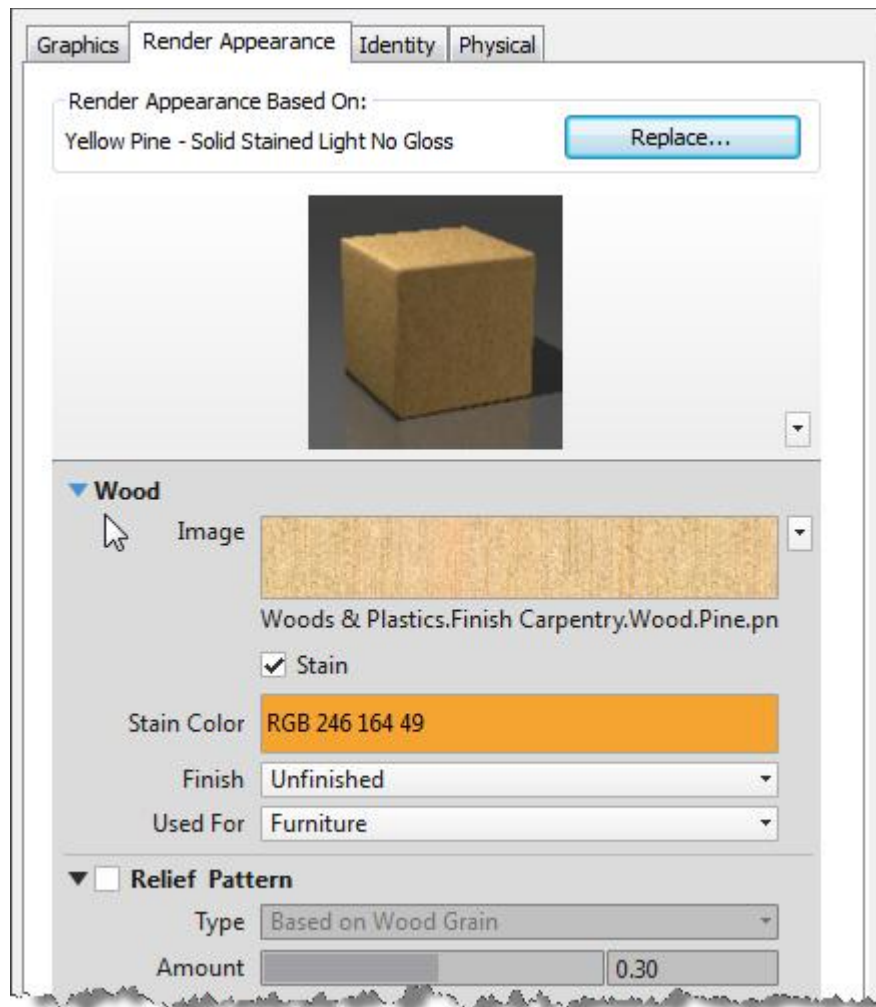 Graphics Render Appearance Identity Physical
Render Appearance Based On:
Yellow Pine - Solid Stained Light No Gloss Replace...
Wood
Image
Woods & Plastics.Finish Carpentry.Wood.Pine.pn
Stain
Stain Color RGB 246 164 49
Finish Unfinished
Used For Furniture
Relief Pattern
Type Based on Wood Grain
Amount 0.30